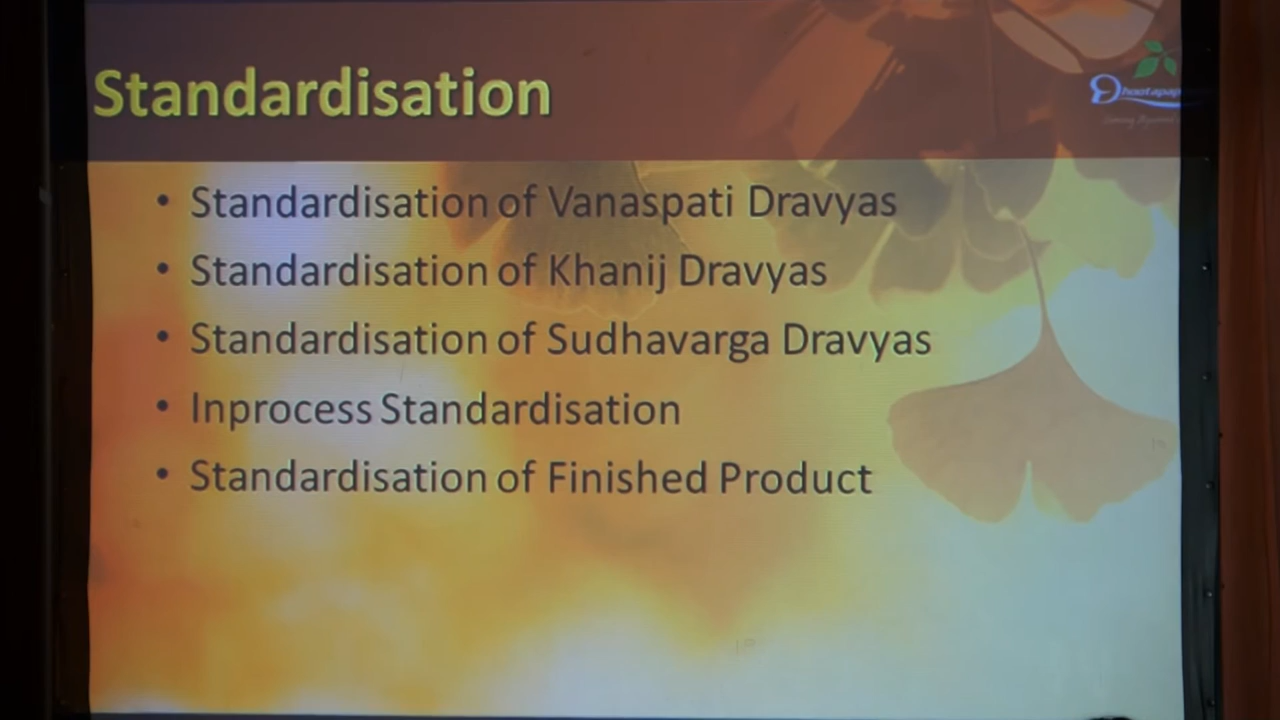 Standardisation
• Standardisation of Vanaspati Dravyas
• Standardisation of Khanij Dravyas
• Standardisation of Sudhavarga Dravyas
• Inprocess Standardisation
• Standardisation of Finished Product